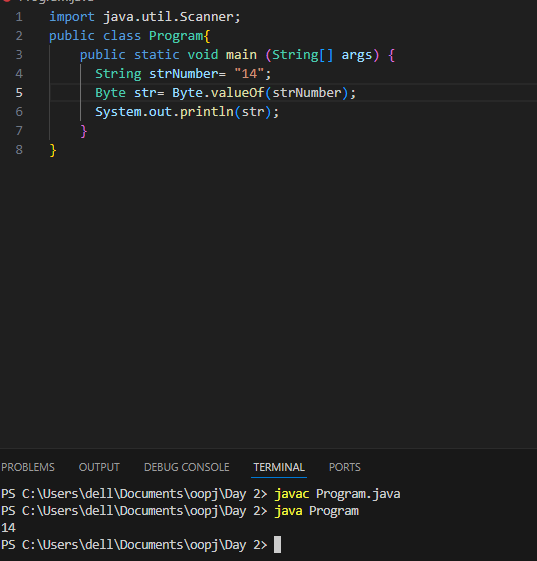 1 import java.util.Scanner;
2 public class Program{
3 public static void main (String[] args) {
4 String strNumber= "14";
5 Byte str= Byte.valueOf(strNumber);
6 System.out.println(str);
7 }
8 }
PROBLEMS OUTPUT DEBUG CONSOLE TERMINAL PORTS
PS C:\Users\dell\Documents\oopj\Day 2> javac Program.java
PS C:\Users\dell\Documents\oopj\Day 2> java Program
14
PS C:\Users\dell\Documents\oopj\Day 2>